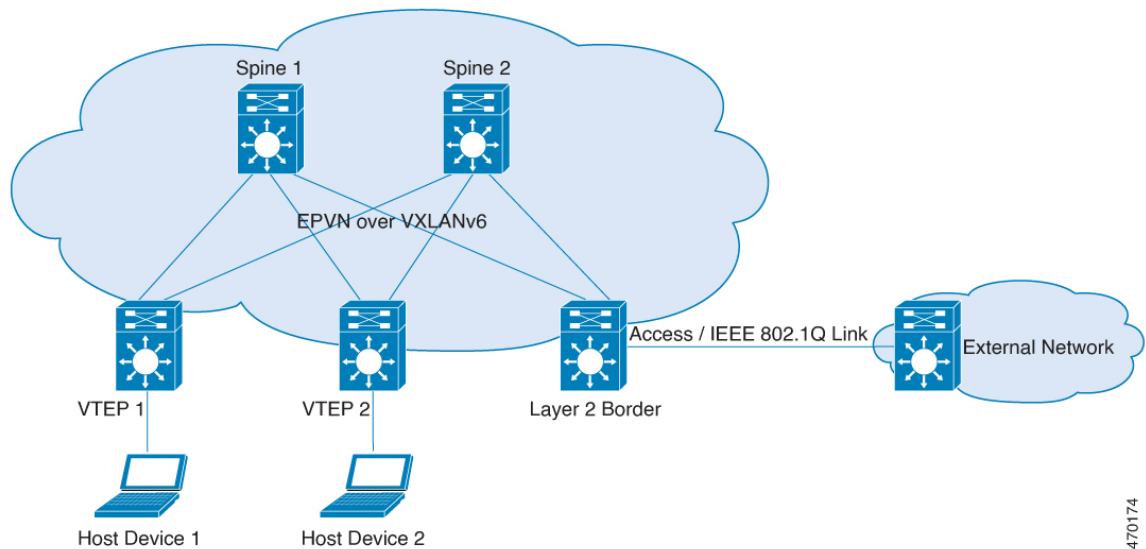 Spine 1
Spine 2
EPVN over VXLANv6
Access / IEEE 802.1Q Link
External Network
VTEP 1
VTEP 2
Layer 2 Border
Host Device 1
Host Device 2
470174